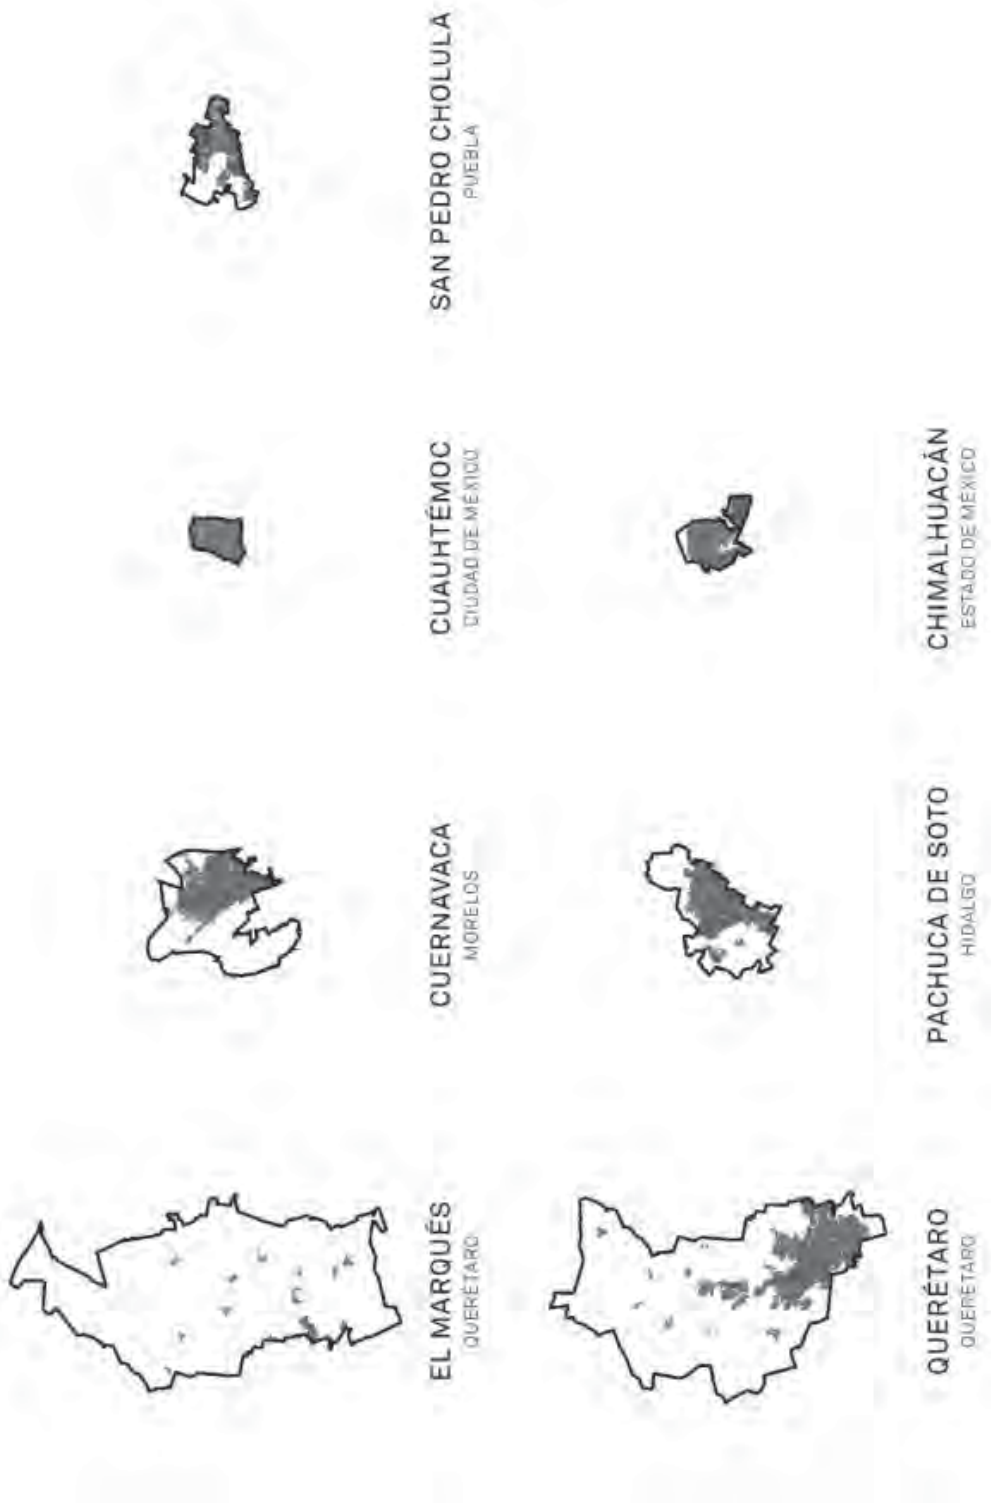 EL MARQUÉS
QUERÉTARO
CUERNAVACA
MORELOS
CUAUHTÉMOC
CIUDAD DE MÉXICO
SAN PEDRO CHOLULA
PUEBLA
QUERÉTARO
QUERÉTARO
PACHUCA DE SOTO
HIDALGO
CHIMALHUACÁN
ESTADO DE MÉXICO